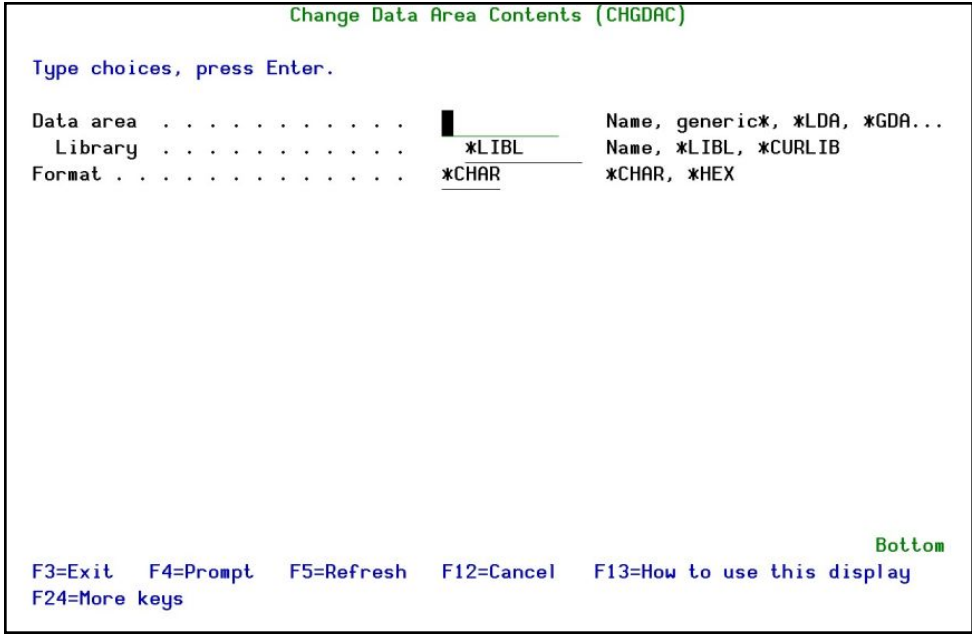 Change Data Area Contents (CHGDAC)
Type choices, press Enter.
Data area . . . . . . . . . . . Name, generic*, *LDA, *GDA...
Library . . . . . . . . . . . *LIBL Name, *LIBL, *CURLIB
Format . . . . . . . . . . . . . *CHAR *CHAR, *HEX
Bottom
F3=Exit F4=Prompt F5=Refresh F12=Cancel F13=How to use this display
F24=More keys